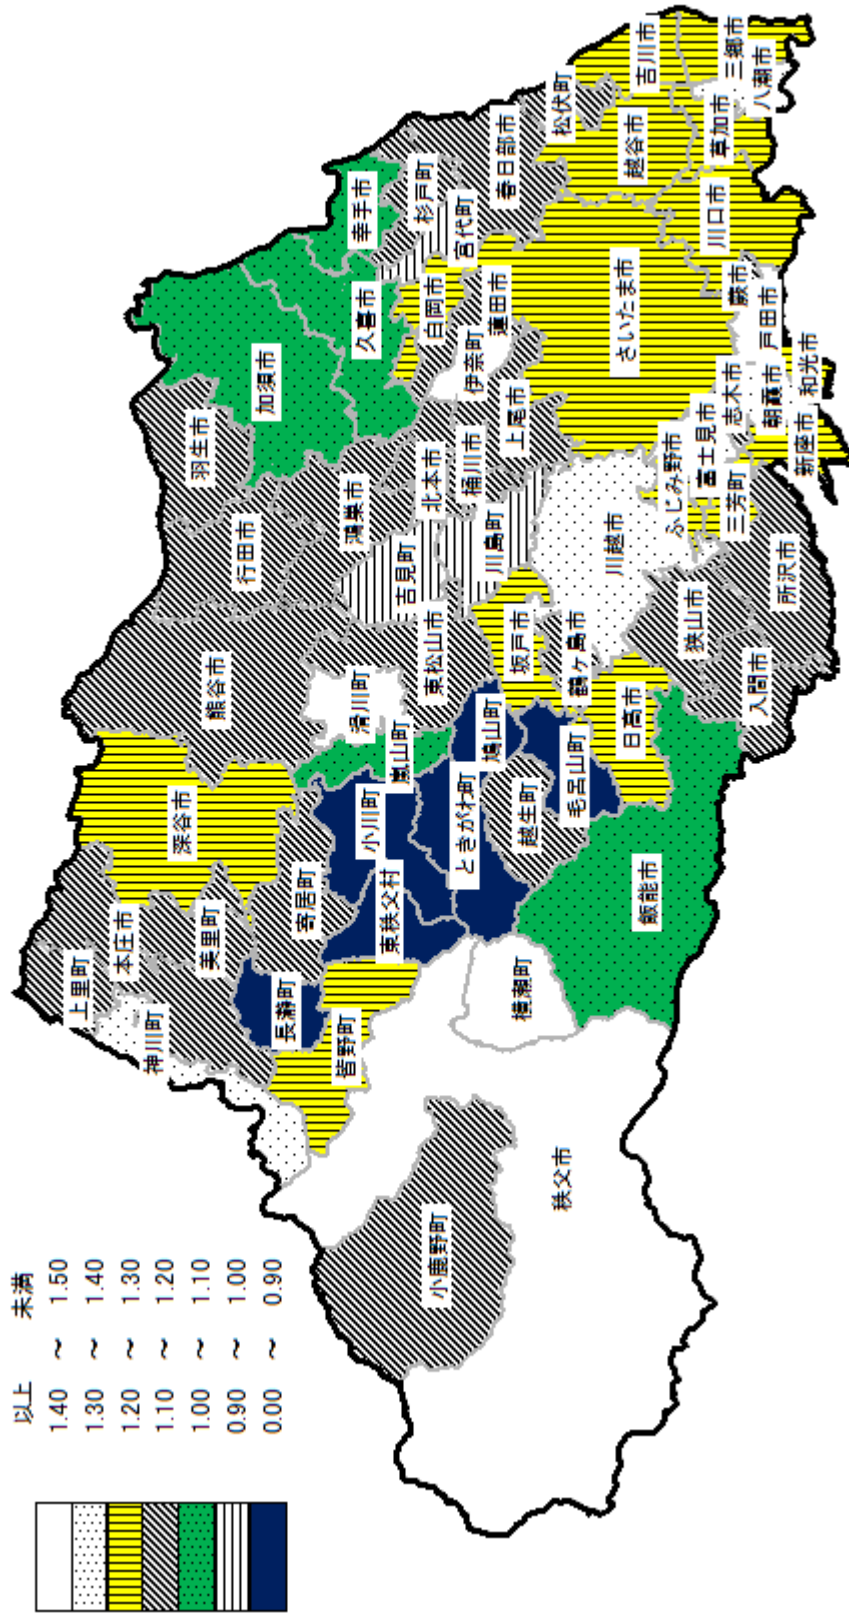 以上 未満
1.40 ～ 1.50
1.30 ～ 1.40
1.20 ～ 1.30
1.10 ～ 1.20
1.00 ～ 1.10
0.90 ～ 1.00
0.00 ～ 0.90
上里町
本庄市
神川町
美里町
深谷市
熊谷市
行田市
羽生市
加須市
長瀞町
皆野町
寄居町
小川町
東秩父村
嵐山町
滑川町
東松山市
吉見町
鴻巣市
北本市
桶川市
久喜市
幸手市
杉戸町
宮代町
白岡市
蓮田市
伊奈町
上尾市
川島町
春日部市
松伏町
小鹿野町
秩父市
横瀬町
ときがわ町
鳩山町
越生町
毛呂山町
坂戸市
鶴ヶ島市
川越市
さいたま市
越谷市
吉川市
飯能市
日高市
狭山市
入間市
所沢市
ふじみ野市
富士見市
三芳町
志木市
朝霞市
新座市
和光市
戸田市
蕨市
川口市
草加市
三郷市
八潮市